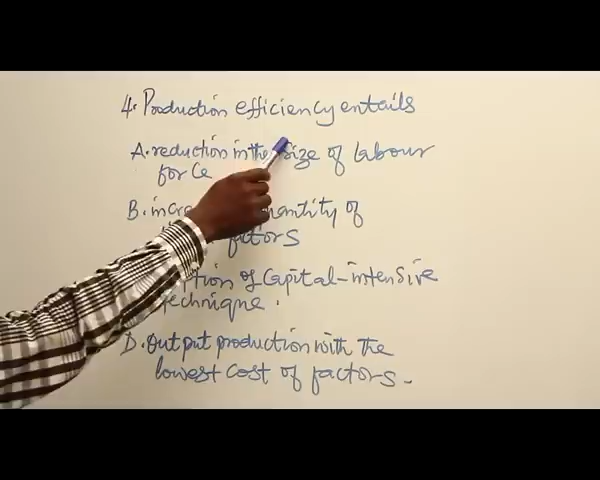 4. Production efficiency entails
A. reduction in the size of labour
force
B. incr uantity of
factors
ption of Capital-intensive
technique.
D. Output production with the
lowest cost of factors.